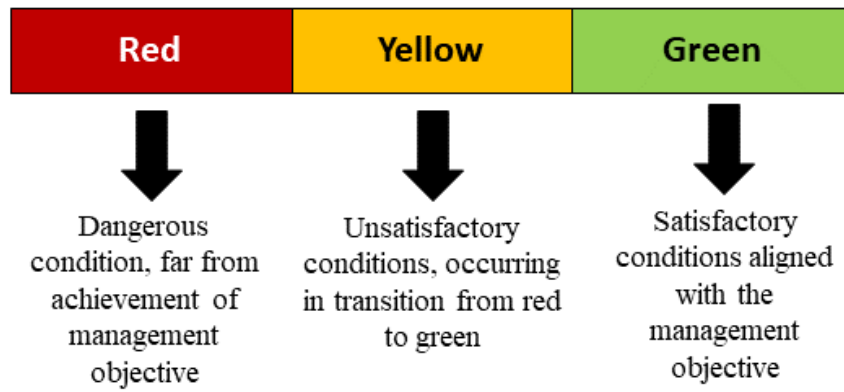 Red
Yellow
Green
Dangerous
condition, far from
achievement of
management
objective
Unsatisfactory
conditions, occurring
in transition from red
to green
Satisfactory
conditions aligned
with the
management
objective